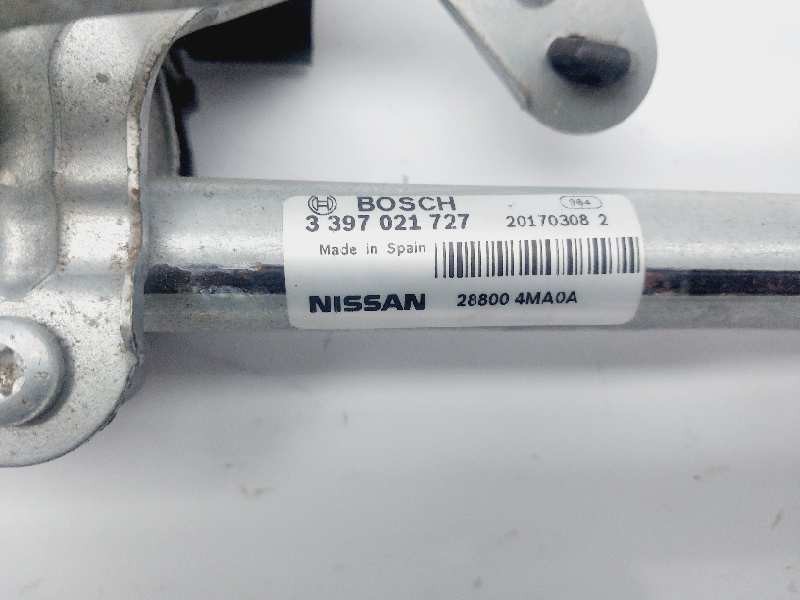 BOSCH
3 397 021 727 20170308 2
Made in Spain
NISSAN 28800 4MA0A